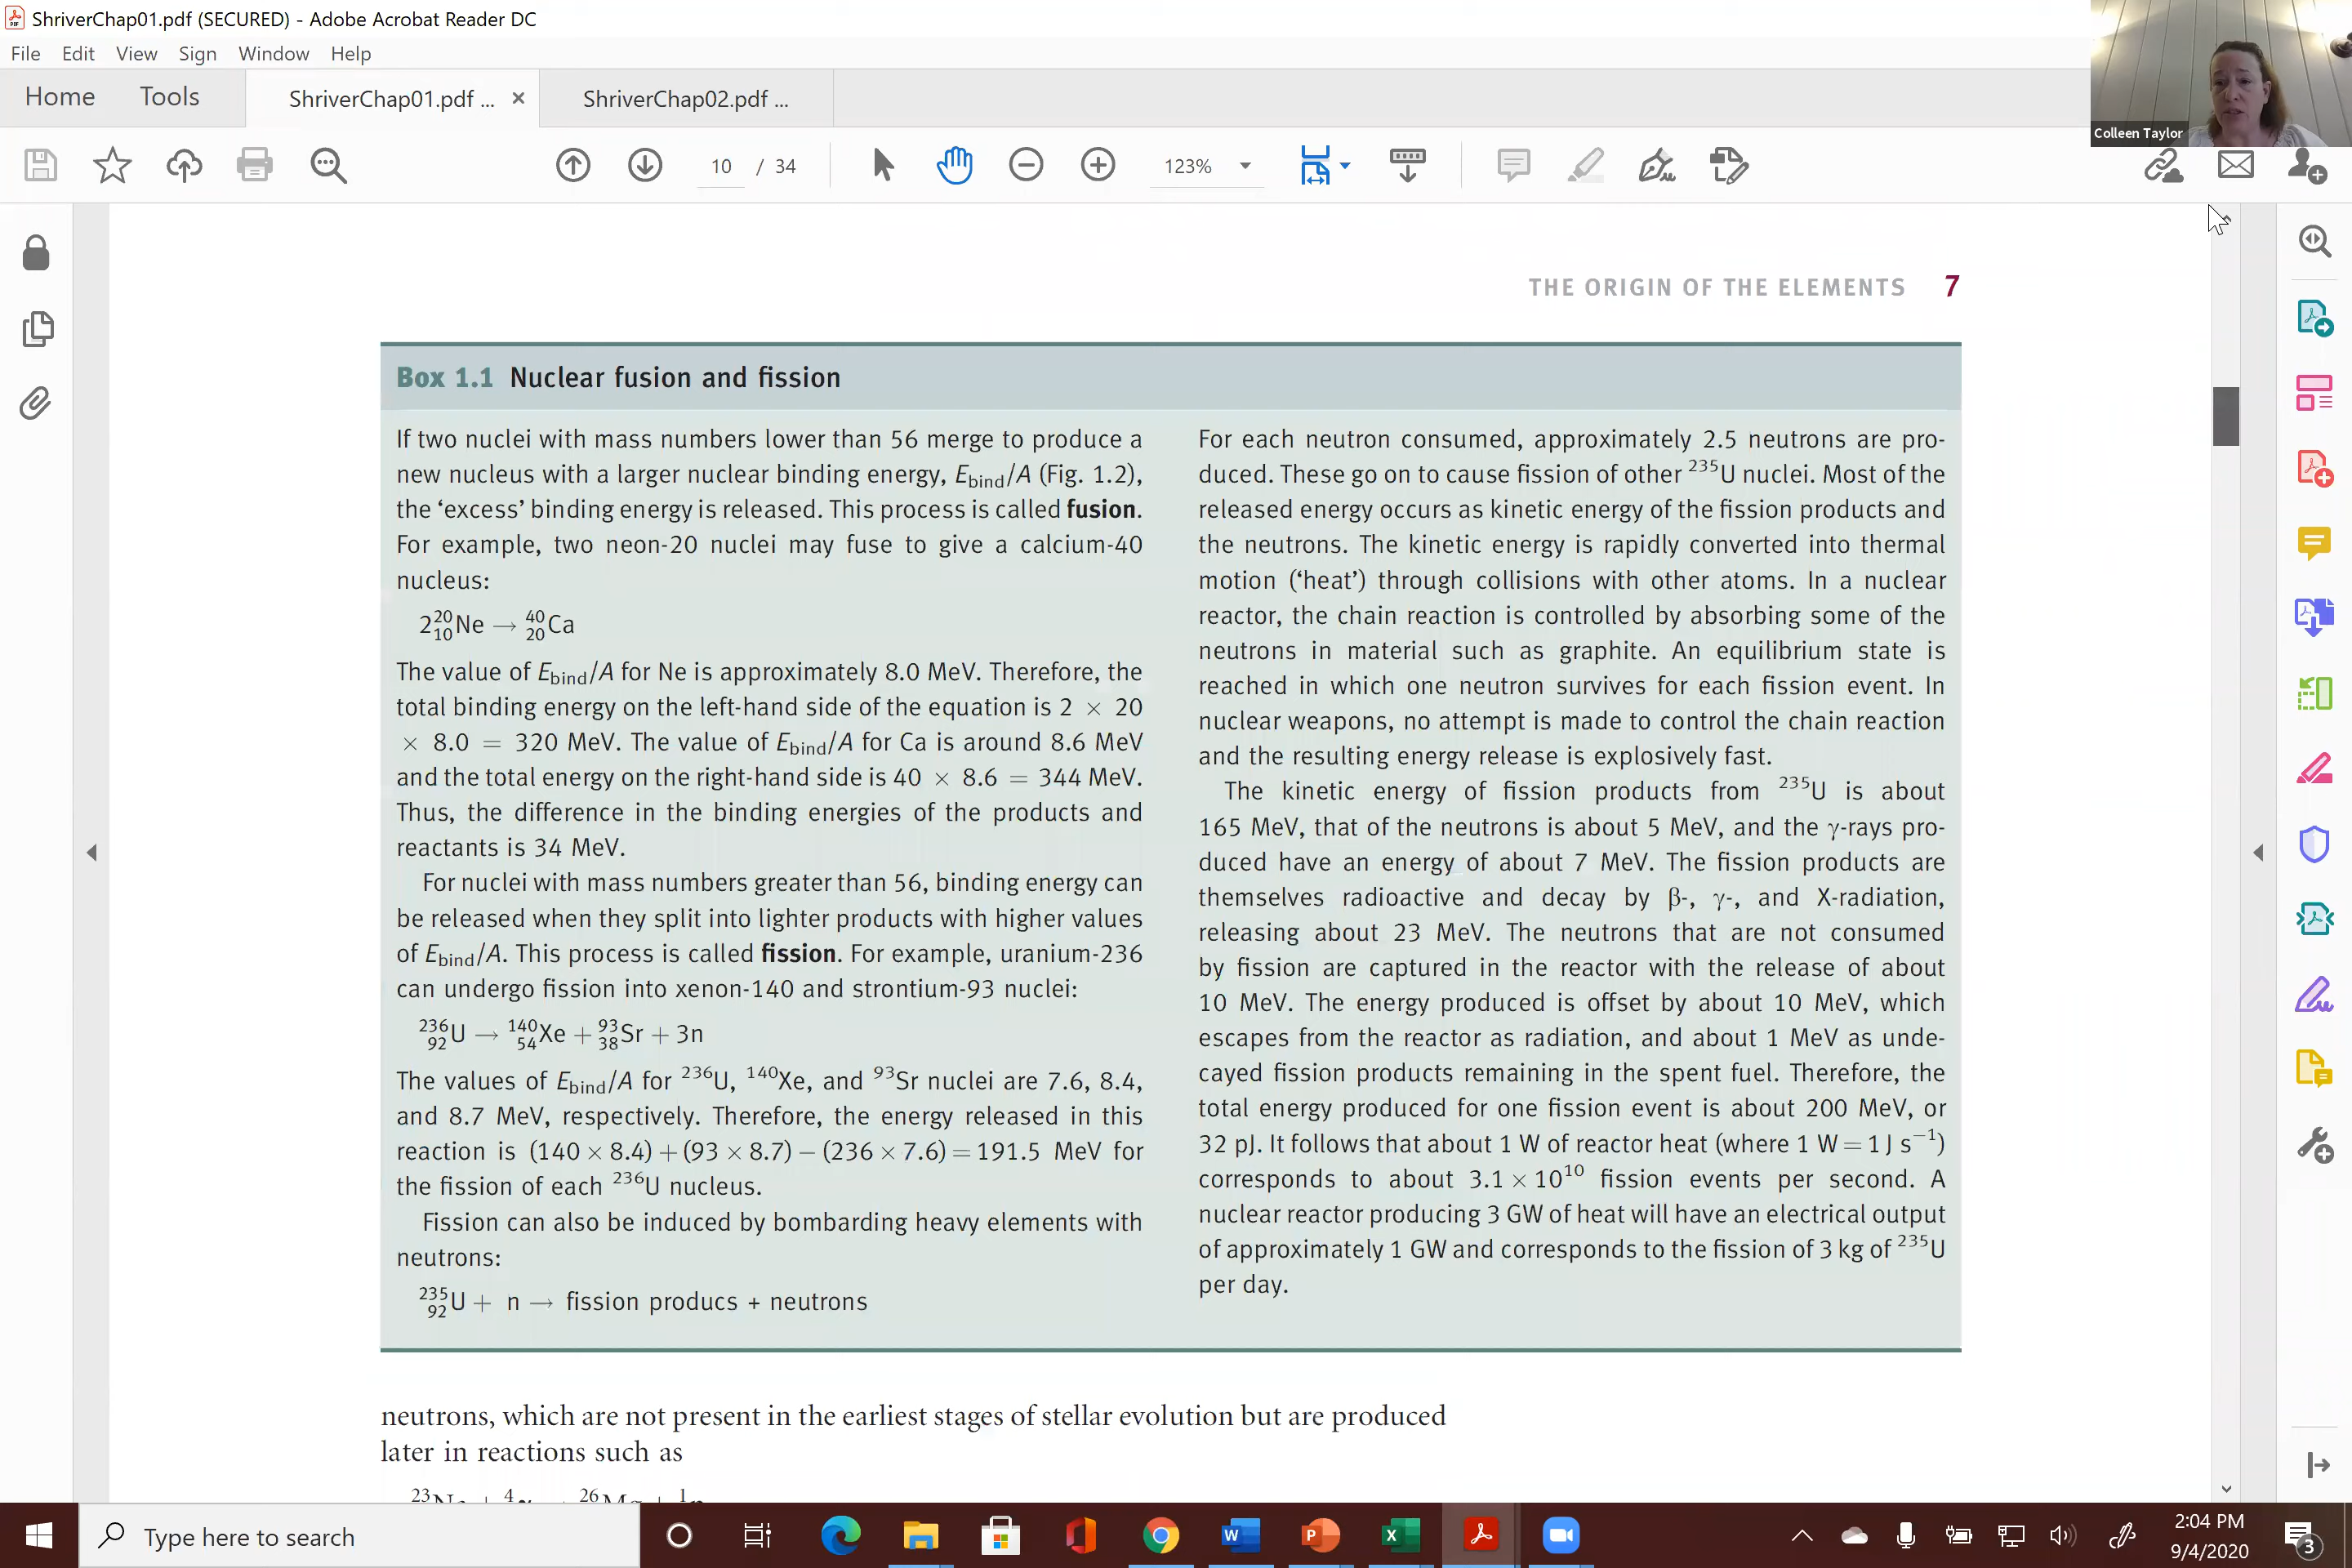 ShriverChap01.pdf (SECURED) - Adobe Acrobat Reader DC
File Edit View Sign Window Help
Home Tools ShriverChap01.pdf ... × ShriverChap02.pdf ...
Colleen Taylor
10 / 34 123%
THE ORIGIN OF THE ELEMENTS 7
Box 1.1 Nuclear fusion and fission
If two nuclei with mass numbers lower than 56 merge to produce a
new nucleus with a larger nuclear binding energy, E_bind/A (Fig. 1.2),
the ‘excess’ binding energy is released. This process is called fusion.
For example, two neon-20 nuclei may fuse to give a calcium-40
nucleus:
2 ²⁰₁₀Ne → ⁴⁰₂₀Ca
The value of E_bind/A for Ne is approximately 8.0 MeV. Therefore, the
total binding energy on the left-hand side of the equation is 2 × 20
× 8.0 = 320 MeV. The value of E_bind/A for Ca is around 8.6 MeV
and the total energy on the right-hand side is 40 × 8.6 = 344 MeV.
Thus, the difference in the binding energies of the products and
reactants is 34 MeV.
For nuclei with mass numbers greater than 56, binding energy can
be released when they split into lighter products with higher values
of E_bind/A. This process is called fission. For example, uranium-236
can undergo fission into xenon-140 and strontium-93 nuclei:
²³⁶₉₂U → ¹⁴⁰₅₄Xe + ⁹³₃₈Sr + 3n
The values of E_bind/A for ²³⁶U, ¹⁴⁰Xe, and ⁹³Sr nuclei are 7.6, 8.4,
and 8.7 MeV, respectively. Therefore, the energy released in this
reaction is (140 × 8.4) + (93 × 8.7) − (236 × 7.6) = 191.5 MeV for
the fission of each ²³⁶U nucleus.
Fission can also be induced by bombarding heavy elements with
neutrons:
²³⁵₉₂U + n → fission producs + neutrons
For each neutron consumed, approximately 2.5 neutrons are pro-
duced. These go on to cause fission of other ²³⁵U nuclei. Most of the
released energy occurs as kinetic energy of the fission products and
the neutrons. The kinetic energy is rapidly converted into thermal
motion (‘heat’) through collisions with other atoms. In a nuclear
reactor, the chain reaction is controlled by absorbing some of the
neutrons in material such as graphite. An equilibrium state is
reached in which one neutron survives for each fission event. In
nuclear weapons, no attempt is made to control the chain reaction
and the resulting energy release is explosively fast.
The kinetic energy of fission products from ²³⁵U is about
165 MeV, that of the neutrons is about 5 MeV, and the γ-rays pro-
duced have an energy of about 7 MeV. The fission products are
themselves radioactive and decay by β-, γ-, and X-radiation,
releasing about 23 MeV. The neutrons that are not consumed
by fission are captured in the reactor with the release of about
10 MeV. The energy produced is offset by about 10 MeV, which
escapes from the reactor as radiation, and about 1 MeV as unde-
cayed fission products remaining in the spent fuel. Therefore, the
total energy produced for one fission event is about 200 MeV, or
32 pJ. It follows that about 1 W of reactor heat (where 1 W = 1 J s⁻¹)
corresponds to about 3.1 × 10¹⁰ fission events per second. A
nuclear reactor producing 3 GW of heat will have an electrical output
of approximately 1 GW and corresponds to the fission of 3 kg of ²³⁵U
per day.
neutrons, which are not present in the earliest stages of stellar evolution but are produced
later in reactions such as
Type here to search
2:04 PM
9/4/2020
3